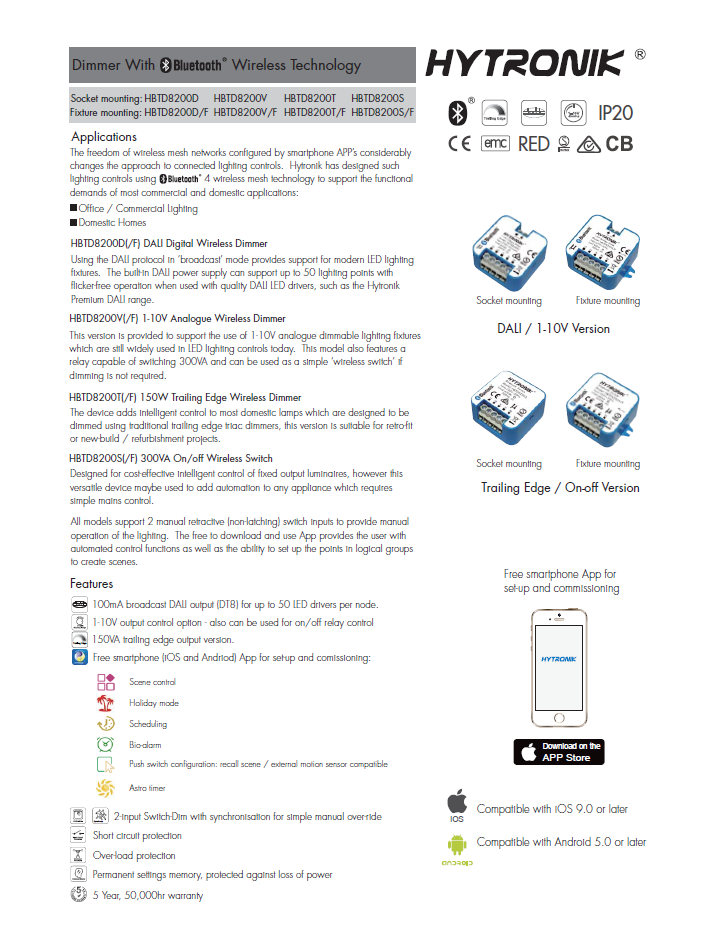 Dimmer With Bluetooth® Wireless Technology
HYTRONIK ®
Socket mounting: HBTD8200D HBTD8200V HBTD8200T HBTD8200S
Fixture mounting: HBTD8200D/F HBTD8200V/F HBTD8200T/F HBTD8200S/F
® Trailing Edge IP20
CE emc RED CB
Applications
The freedom of wireless mesh networks configured by smartphone APP's considerably
changes the approach to connected lighting controls. Hytronik has designed such
lighting controls using Bluetooth® 4 wireless mesh technology to support the functional
demands of most commercial and domestic applications:
Office / Commercial Lighting
Domestic Homes
HBTD8200D(/F) DALI Digital Wireless Dimmer
Using the DALI protocol in 'broadcast' mode provides support for modern LED lighting
fixtures. The built-in DALI power supply can support up to 50 lighting points with
flicker-free operation when used with quality DALI LED drivers, such as the Hytronik
Premium DALI range.
HBTD8200V(/F) 1-10V Analogue Wireless Dimmer
This version is provided to support the use of 1-10V analogue dimmable lighting fixtures
which are still widely used in LED lighting controls today. This model also features a
relay capable of switching 300VA and can be used as a simple 'wireless switch' if
dimming is not required.
HBTD8200T(/F) 150W Trailing Edge Wireless Dimmer
The device adds intelligent control to most domestic lamps which are designed to be
dimmed using traditional trailing edge triac dimmers, this version is suitable for retro-fit
or new-build / refurbishment projects.
HBTD8200S(/F) 300VA On/off Wireless Switch
Designed for cost-effective intelligent control of fixed output luminaires, however this
versatile device maybe used to add automation to any appliance which requires
simple mains control.
All models support 2 manual retractive (non-latching) switch inputs to provide manual
operation of the lighting. The free to download and use App provides the user with
automated control functions as well as the ability to set up the points in logical groups
to create scenes.
Features
100mA broadcast DALI output (DT8) for up to 50 LED drivers per node.
1-10V output control option - also can be used for on/off relay control
150VA trailing edge output version.
Free smartphone (iOS and Andriod) App for set-up and comissioning:
Scene control
Holiday mode
Scheduling
Bio-alarm
Push switch configuration: recall scene / external motion sensor compatible
Astro timer
2-input Switch-Dim with synchronisation for simple manual over-ride
Short circuit protection
Over-load protection
Permanent settings memory, protected against loss of power
5 Year, 50,000hr warranty
Socket mounting Fixture mounting
DALI / 1-10V Version
Socket mounting Fixture mounting
Trailing Edge / On-off Version
Free smartphone App for
set-up and commissioning
HYTRONIK
Download on the
APP Store
iOS
Compatible with iOS 9.0 or later
Compatible with Android 5.0 or later
ANDROID